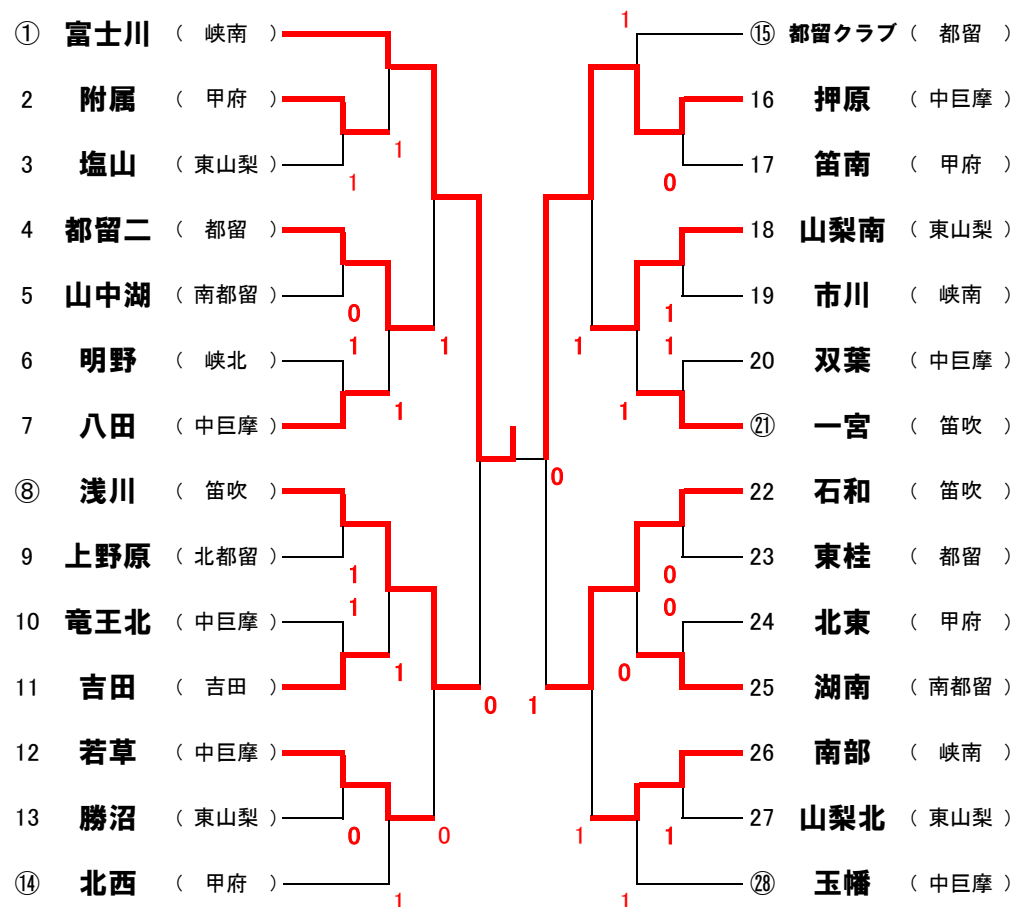 ① 富士川 （ 峡南 ）
2 附属 （ 甲府 ）
1
3 塩山 （ 東山梨 ）
1
4 都留二 （ 都留 ）
5 山中湖 （ 南都留 ）
0
6 明野 （ 峡北 ）
1
1
7 八田 （ 中巨摩 ）
1
⑧ 浅川 （ 笛吹 ）
9 上野原 （ 北都留 ）
1
10 竜王北 （ 中巨摩 ）
1
11 吉田 （ 吉田 ）
1
0
12 若草 （ 中巨摩 ）
13 勝沼 （ 東山梨 ）
0
0
⑭ 北西 （ 甲府 ）
1
1
⑮ 都留クラブ （ 都留 ）
16 押原 （ 中巨摩 ）
17 笛南 （ 甲府 ）
0
18 山梨南 （ 東山梨 ）
19 市川 （ 峡南 ）
1
20 双葉 （ 中巨摩 ）
1
1
㉑ 一宮 （ 笛吹 ）
1
0
22 石和 （ 笛吹 ）
23 東桂 （ 都留 ）
0
24 北東 （ 甲府 ）
0
25 湖南 （ 南都留 ）
0
1
26 南部 （ 峡南 ）
27 山梨北 （ 東山梨 ）
1
1
㉘ 玉幡 （ 中巨摩 ）
1